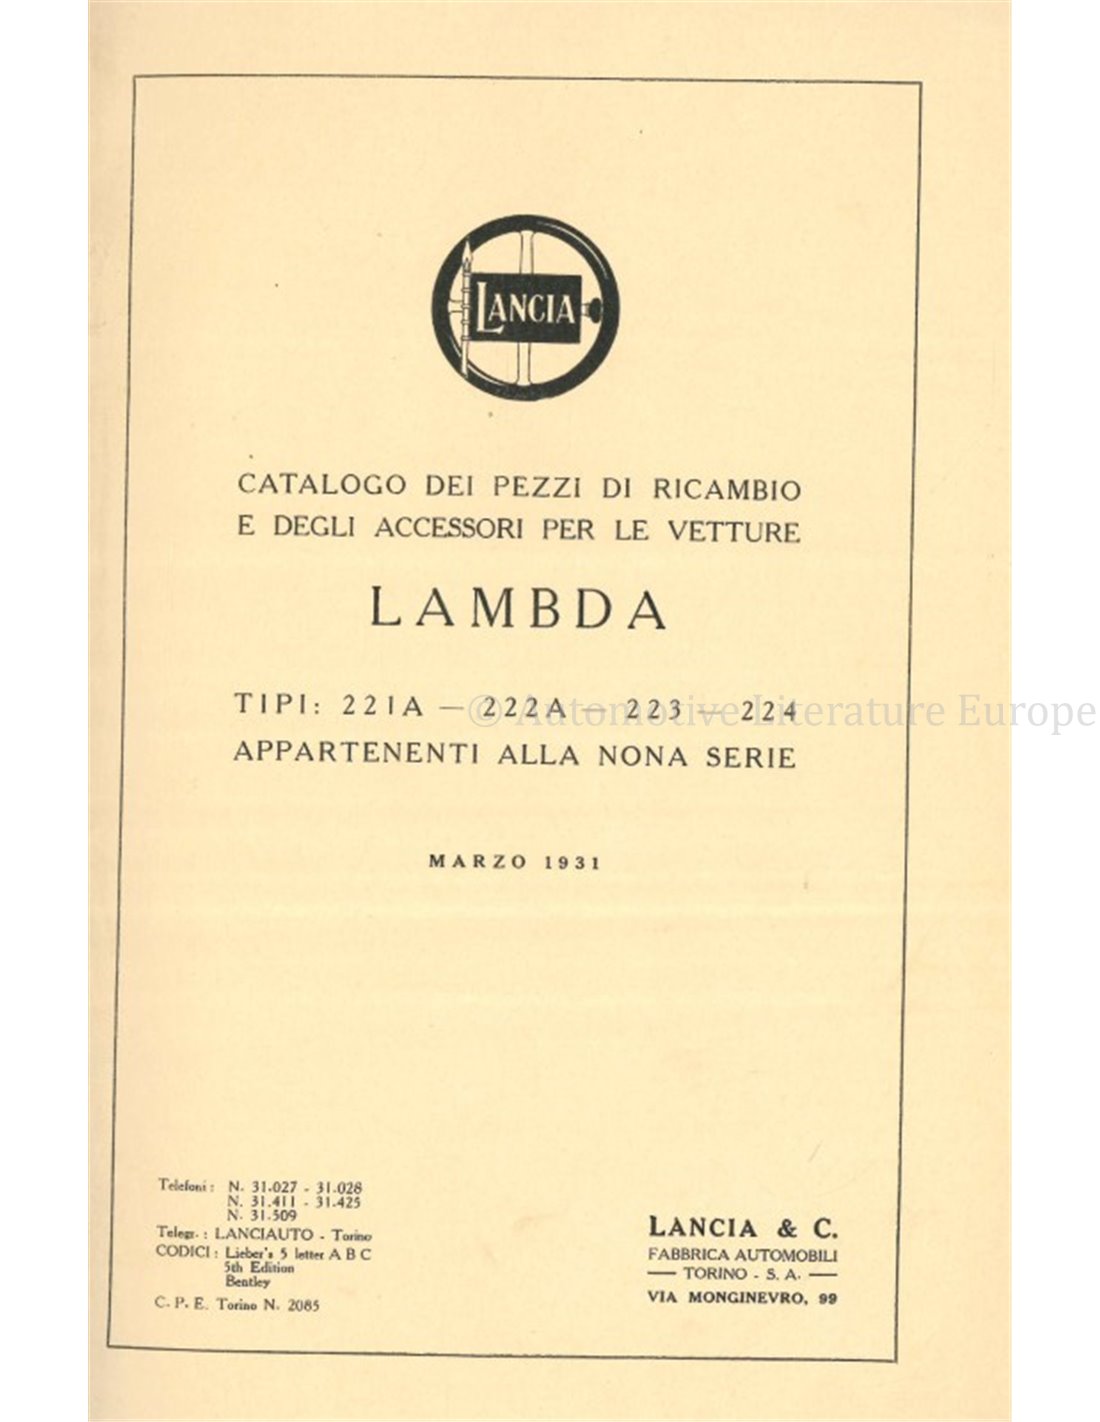 LANCIA
CATALOGO DEI PEZZI DI RICAMBIO
E DEGLI ACCESSORI PER LE VETTURE
LAMBDA
TIPI: 221A — 222A — 223 — 224
© Automotive Literature Europe
APPARTENENTI ALLA NONA SERIE
MARZO 1931
Telefoni: N. 31.027 - 31.028
N. 31.411 - 31.425
N. 31.509
Telegr.: LANCIAUTO - Torino
CODICI: Lieber's 5 letter A B C
5th Edition
Bentley
C. P. E. Torino N. 2085
LANCIA & C.
FABBRICA AUTOMOBILI
— TORINO - S. A. —
VIA MONGINEVRO, 99